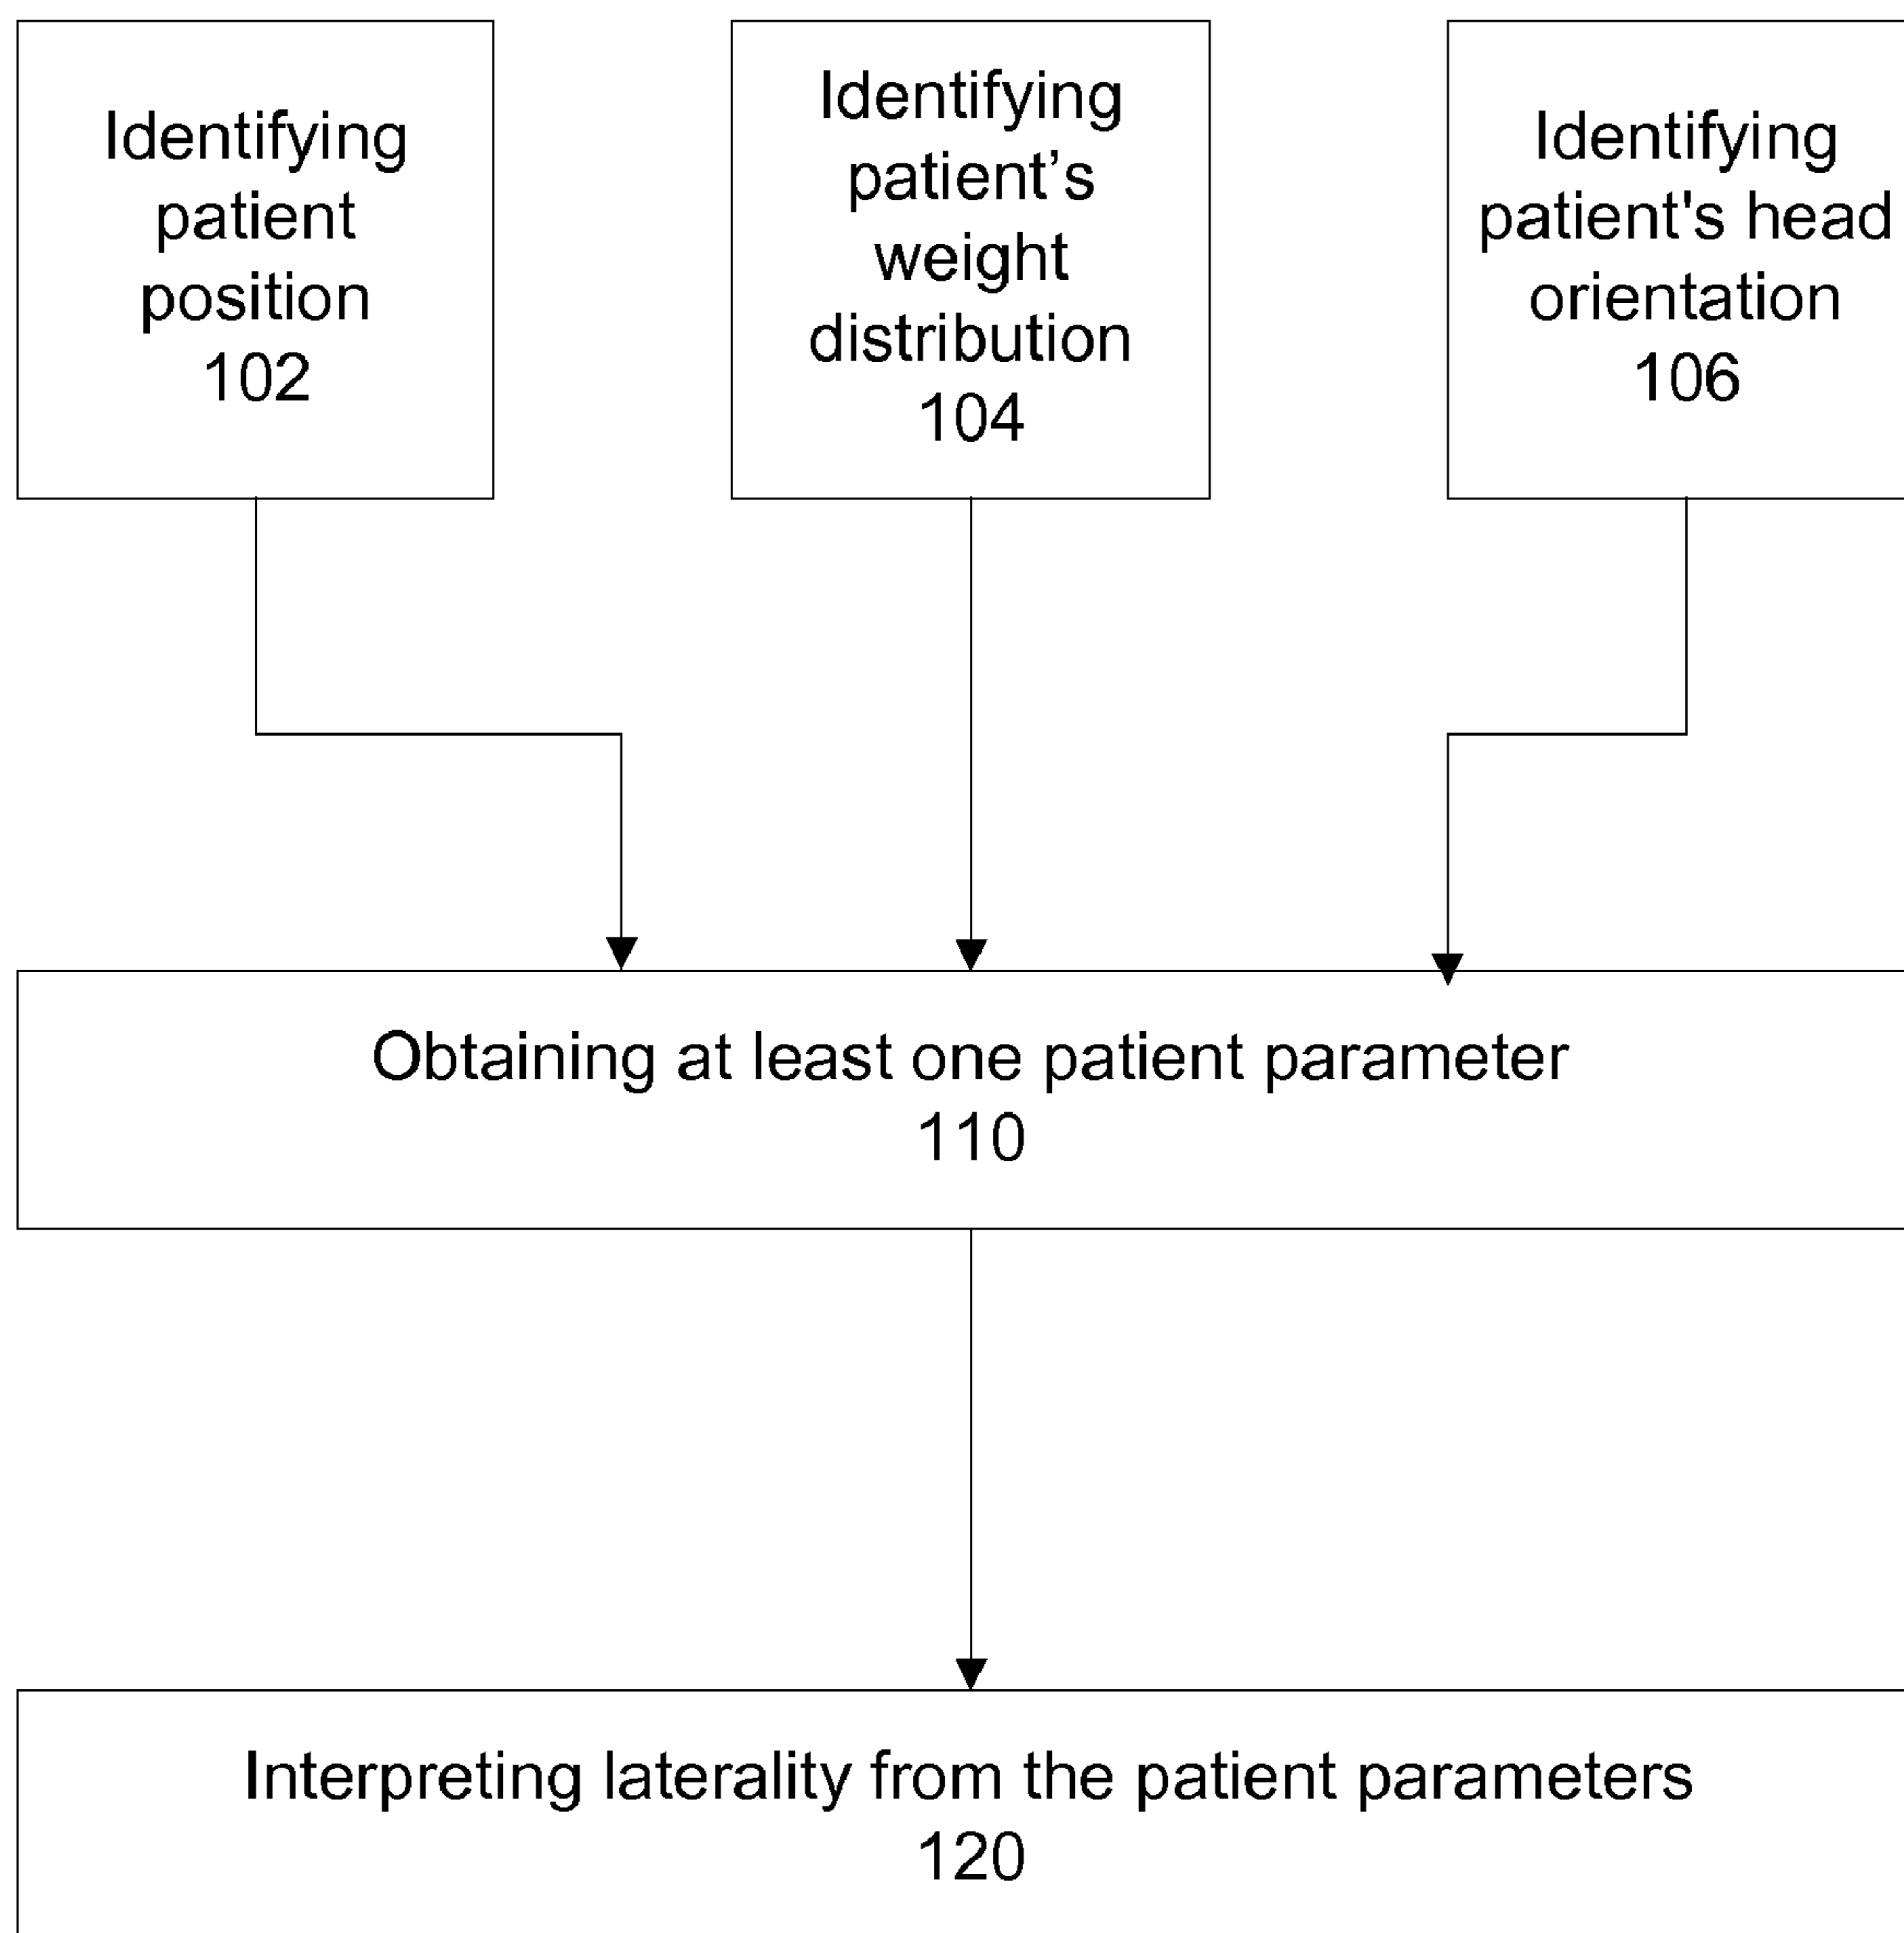 Identifying
patient
position
102
Identifying
patient’s
weight
distribution
104
Identifying
patient's head
orientation
106
Obtaining at least one patient parameter
110
Interpreting laterality from the patient parameters
120